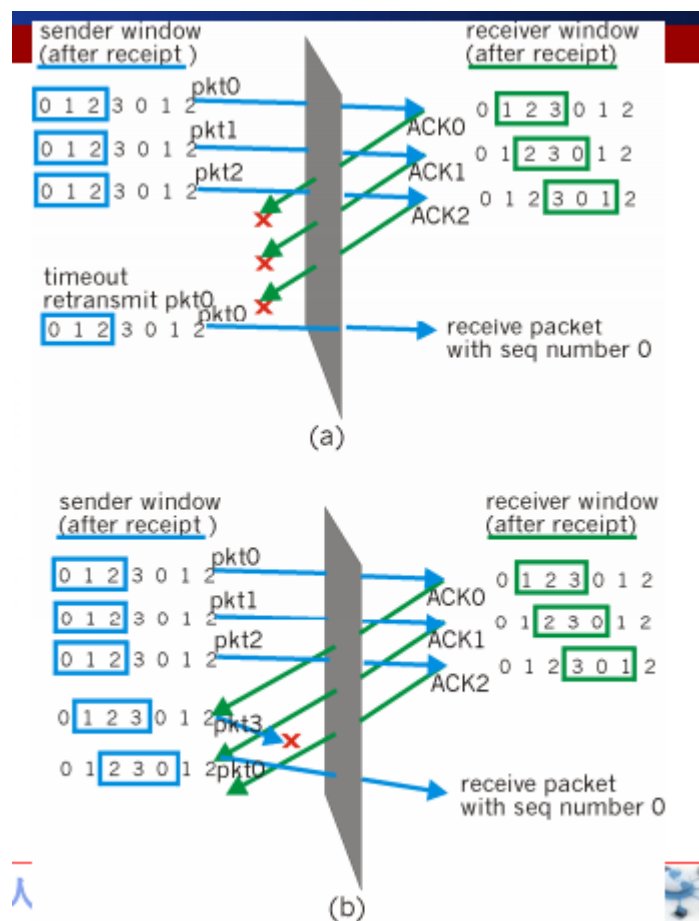 sender window
(after receipt)
receiver window
(after receipt)
0 1 2 3 0 1 2
pkt0
ACK0
0 1 2 3 0 1 2
0 1 2 3 0 1 2
pkt1
ACK1
0 1 2 3 0 1 2
0 1 2 3 0 1 2
pkt2
ACK2
0 1 2 3 0 1 2
timeout
retransmit pkt0
0 1 2 3 0 1 2
pkt0
receive packet
with seq number 0
(a)
sender window
(after receipt)
receiver window
(after receipt)
0 1 2 3 0 1 2
pkt0
ACK0
0 1 2 3 0 1 2
0 1 2 3 0 1 2
pkt1
ACK1
0 1 2 3 0 1 2
0 1 2 3 0 1 2
pkt2
ACK2
0 1 2 3 0 1 2
0 1 2 3 0 1 2
pkt3
0 1 2 3 0 1 2
pkt0
receive packet
with seq number 0
(b)